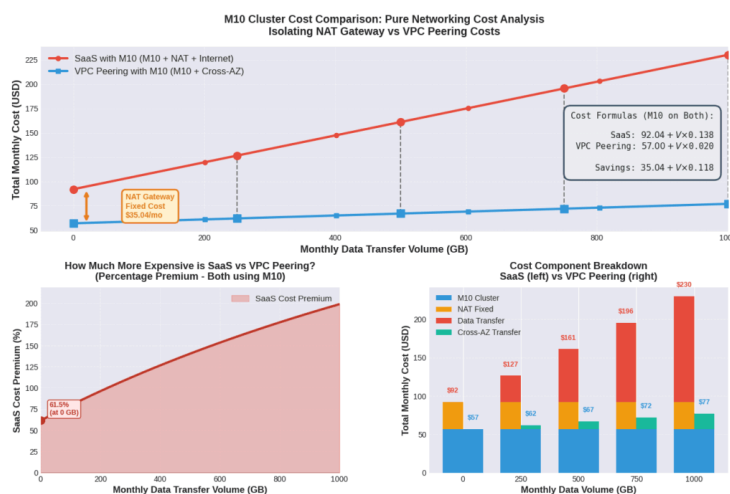 M10 Cluster Cost Comparison: Pure Networking Cost Analysis
Isolating NAT Gateway vs VPC Peering Costs
Total Monthly Cost (USD)
225
200
175
150
125
100
75
50
SaaS with M10 (M10 + NAT + Internet)
VPC Peering with M10 (M10 + Cross-AZ)
NAT Gateway
Fixed Cost
$35.04/mo
Cost Formulas (M10 on Both):
SaaS: 92.04 + V×0.138
VPC Peering: 57.00 + V×0.020
Savings: 35.04 + V×0.118
0
200
400
600
800
Monthly Data Transfer Volume (GB)
How Much More Expensive is SaaS vs VPC Peering?
(Percentage Premium - Both using M10)
SaaS Cost Premium (%)
200
175
150
125
100
75
50
25
0
SaaS Cost Premium
61.5%
(at 0 GB)
0
200
400
600
800
1000
Monthly Data Transfer Volume (GB)
Cost Component Breakdown
SaaS (left) vs VPC Peering (right)
Total Monthly Cost (USD)
200
150
100
50
0
M10 Cluster
NAT Fixed
Data Transfer
Cross-AZ Transfer
$92
$57
$127
$62
$161
$67
$196
$72
$230
$77
0
250
500
750
1000
Monthly Data Volume (GB)